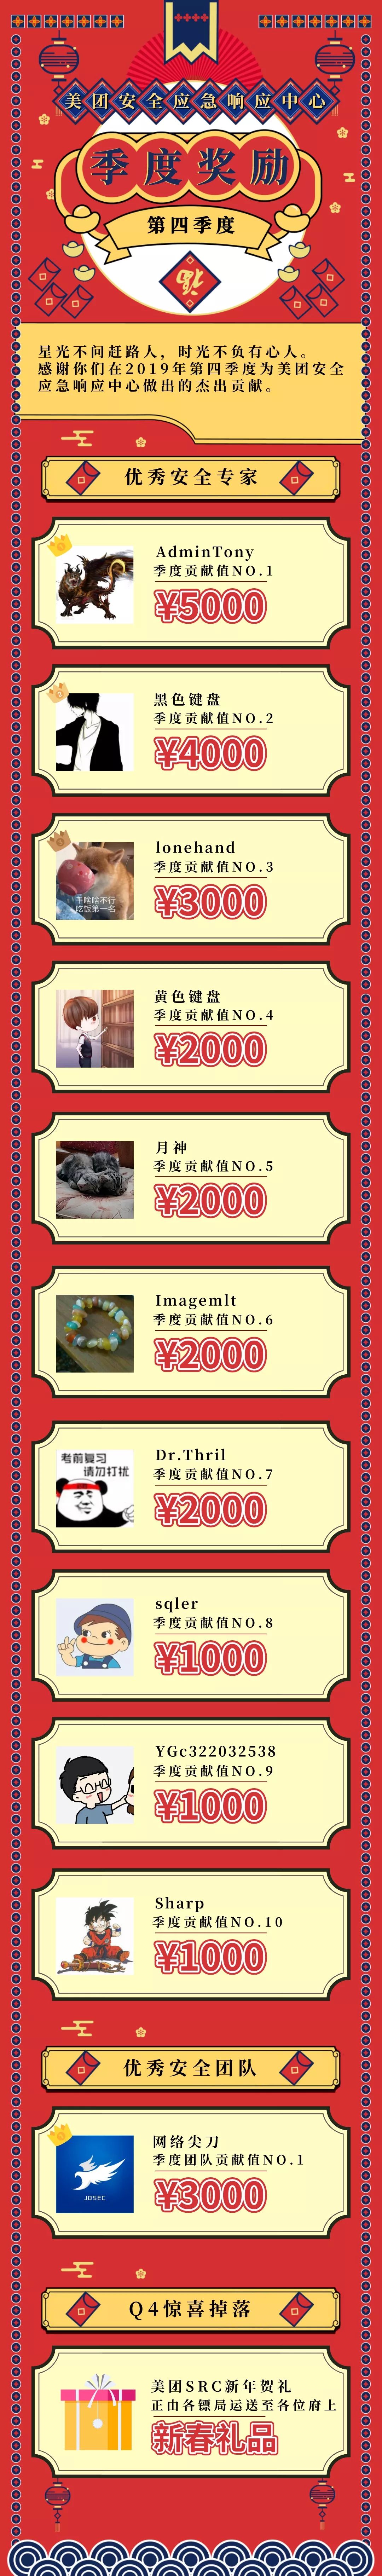 美团安全应急响应中心
季度奖励
第四季度
福
星光不问赶路人，时光不负有心人。
感谢你们在2019年第四季度为美团安全
应急响应中心做出的杰出贡献。
优秀安全专家
AdminTony
季度贡献值NO.1
¥5000
黑色键盘
季度贡献值NO.2
¥4000
lonehand
季度贡献值NO.3
¥3000
干啥啥不行
吃饭第一名
黄色键盘
季度贡献值NO.4
¥2000
月神
季度贡献值NO.5
¥2000
Imagemlt
季度贡献值NO.6
¥2000
考前复习
请勿打扰
Dr.Thril
季度贡献值NO.7
¥2000
sqler
季度贡献值NO.8
¥1000
YGc322032538
季度贡献值NO.9
¥1000
Sharp
季度贡献值NO.10
¥1000
优秀安全团队
网络尖刀
季度团队贡献值NO.1
¥3000
JDSEC
Q4惊喜掉落
美团SRC新年贺礼
正由各镖局运送至各位府上
新春礼品